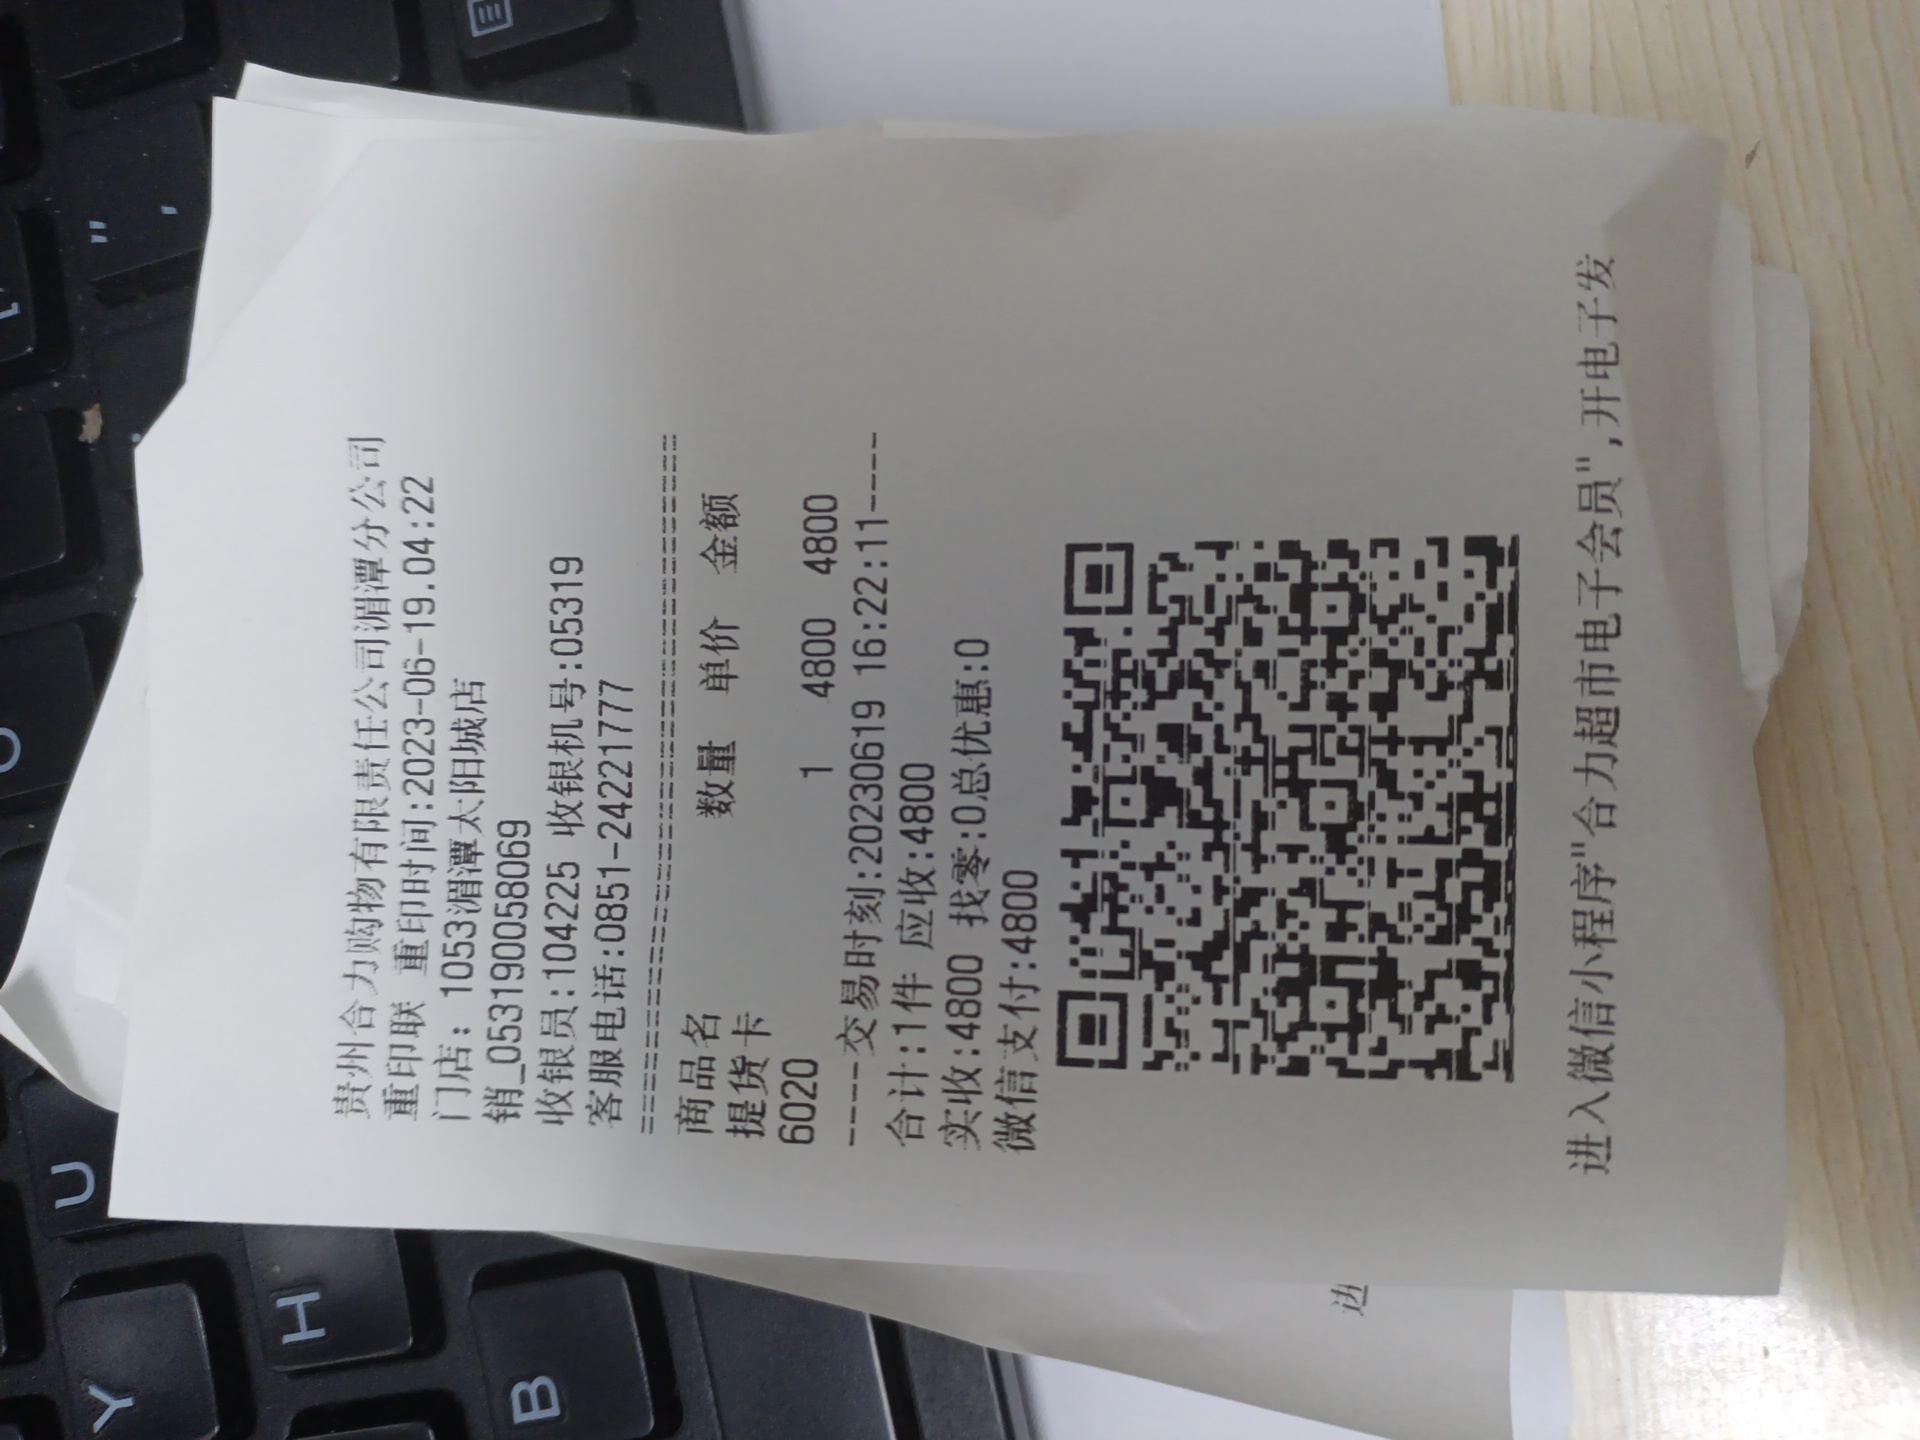 贵州合力购物有限责任公司湄潭分公司
重印联 重印时间:2023-06-19.04:22
门店: 1053湄潭太阳城店
销_053190058069
收银员:104225 收银机号:05319
客服电话:0851-24221777
========================================
商品名 数量 单价 金额
提货卡
6020 1 4800 4800
----交易时刻:20230619 16:22:11----
合计:1件 应收:4800
实收:4800 找零:0总优惠:0
微信支付:4800
进入微信小程序"合力超市电子会员",开电子发
进
U
Y
H
B
"
,